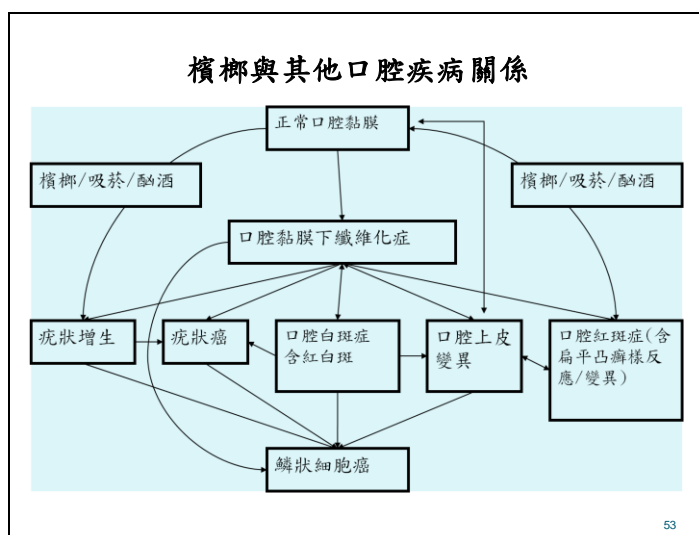 檳榔與其他口腔疾病關係
正常口腔黏膜
檳榔/吸菸/酗酒
檳榔/吸菸/酗酒
口腔黏膜下纖維化症
疣狀增生
疣狀癌
口腔白斑症
含紅白斑
口腔上皮
變異
口腔紅斑症(含
扁平凸癬樣反
應/變異)
鱗狀細胞癌
53